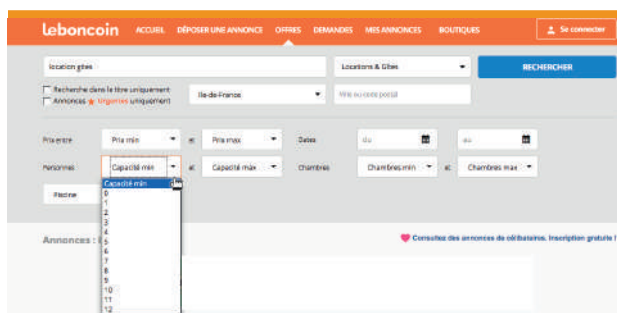 leboncoin ACCUEIL DÉPOSER UNE ANNONCE OFFRES DEMANDES MES ANNONCES BOUTIQUES Se connecter
location gites Locations & Gîtes RECHERCHER
Recherche dans le titre uniquement
Annonces Urgentes uniquement
Ile-de-France Ville ou code postal
Prix entre Prix min et Prix max Dates du au
Personnes Capacité min et Capacité max Chambres Chambres min et Chambres max
Piscine
Capacité min
0
1
2
3
4
5
6
7
8
9
10
11
12
Annonces :
Consultez des annonces de célibataires. Inscription gratuite !